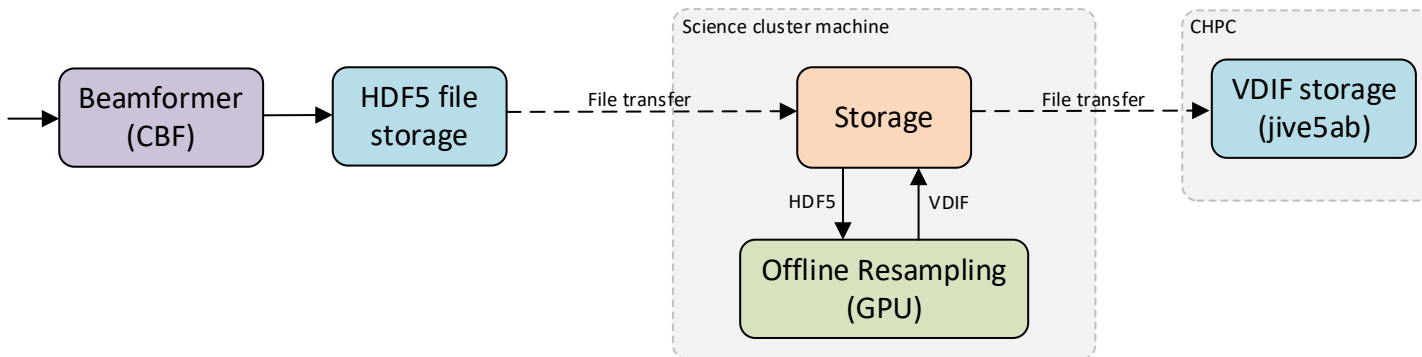 Science cluster machine
CHPC
Beamformer
(CBF)
HDF5 file
storage
File transfer
Storage
File transfer
VDIF storage
(jive5ab)
HDF5
VDIF
Offline Resampling
(GPU)